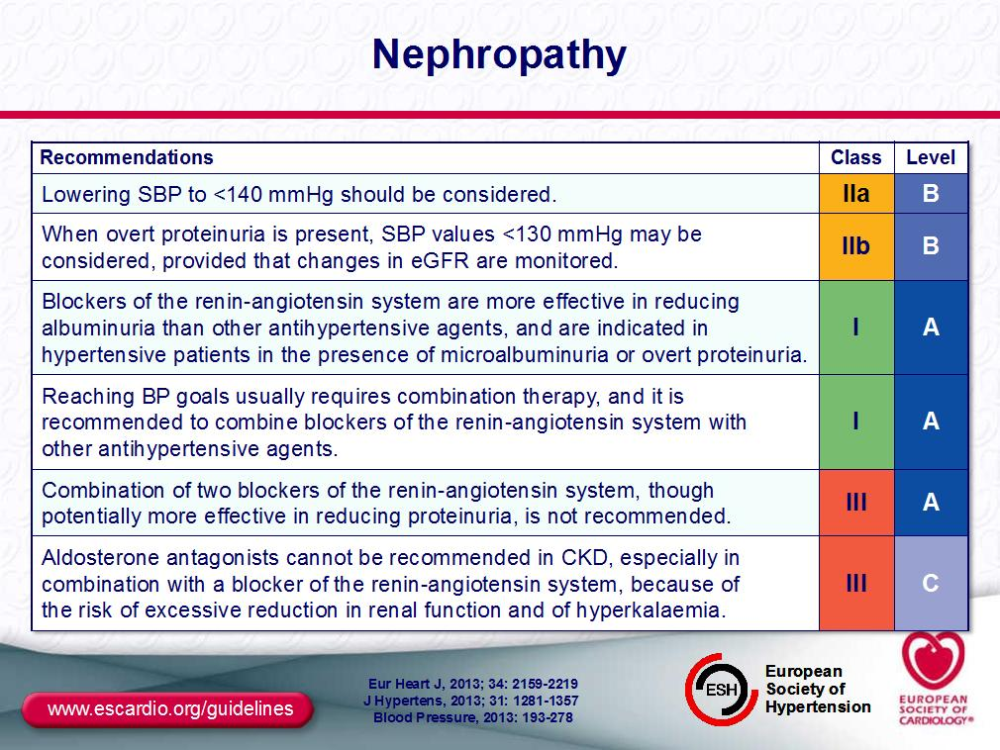 Nephropathy
Recommendations Class Level
Lowering SBP to <140 mmHg should be considered. IIa B
When overt proteinuria is present, SBP values <130 mmHg may be
considered, provided that changes in eGFR are monitored.
IIb B
Blockers of the renin-angiotensin system are more effective in reducing
albuminuria than other antihypertensive agents, and are indicated in
hypertensive patients in the presence of microalbuminuria or overt proteinuria.
I A
Reaching BP goals usually requires combination therapy, and it is
recommended to combine blockers of the renin-angiotensin system with
other antihypertensive agents.
I A
Combination of two blockers of the renin-angiotensin system, though
potentially more effective in reducing proteinuria, is not recommended.
III A
Aldosterone antagonists cannot be recommended in CKD, especially in
combination with a blocker of the renin-angiotensin system, because of
the risk of excessive reduction in renal function and of hyperkalaemia.
III C
www.escardio.org/guidelines
Eur Heart J, 2013; 34: 2159-2219
J Hypertens, 2013; 31: 1281-1357
Blood Pressure, 2013: 193-278
ESH
European
Society of
Hypertension
EUROPEAN
SOCIETY OF
CARDIOLOGY®